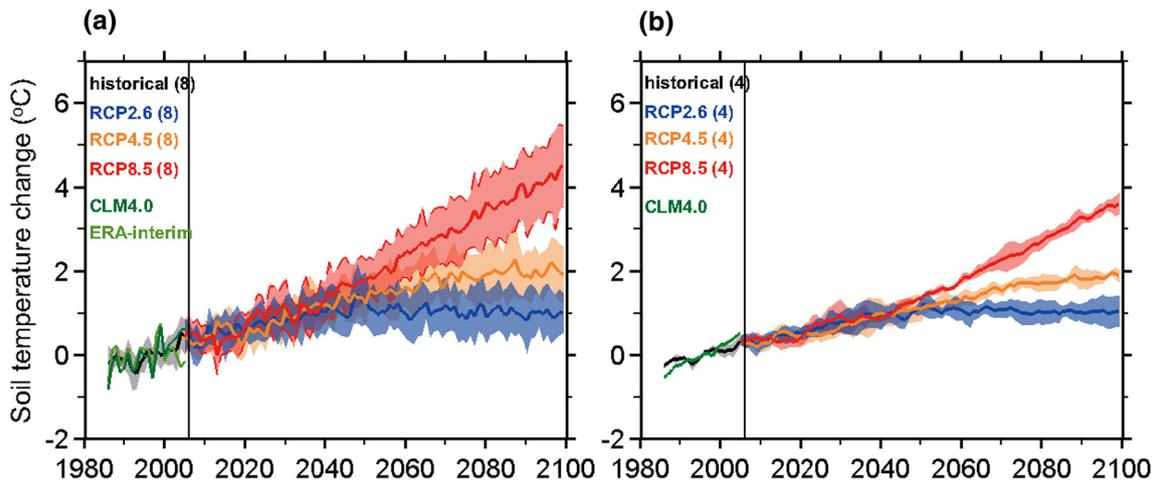 (a)
historical (8)
RCP2.6 (8)
RCP4.5 (8)
RCP8.5 (8)
CLM4.0
ERA-interim
Soil temperature change (ºC)
6
4
2
0
-2
1980 2000 2020 2040 2060 2080 2100
(b)
historical (4)
RCP2.6 (4)
RCP4.5 (4)
RCP8.5 (4)
CLM4.0
6
4
2
0
-2
1980 2000 2020 2040 2060 2080 2100